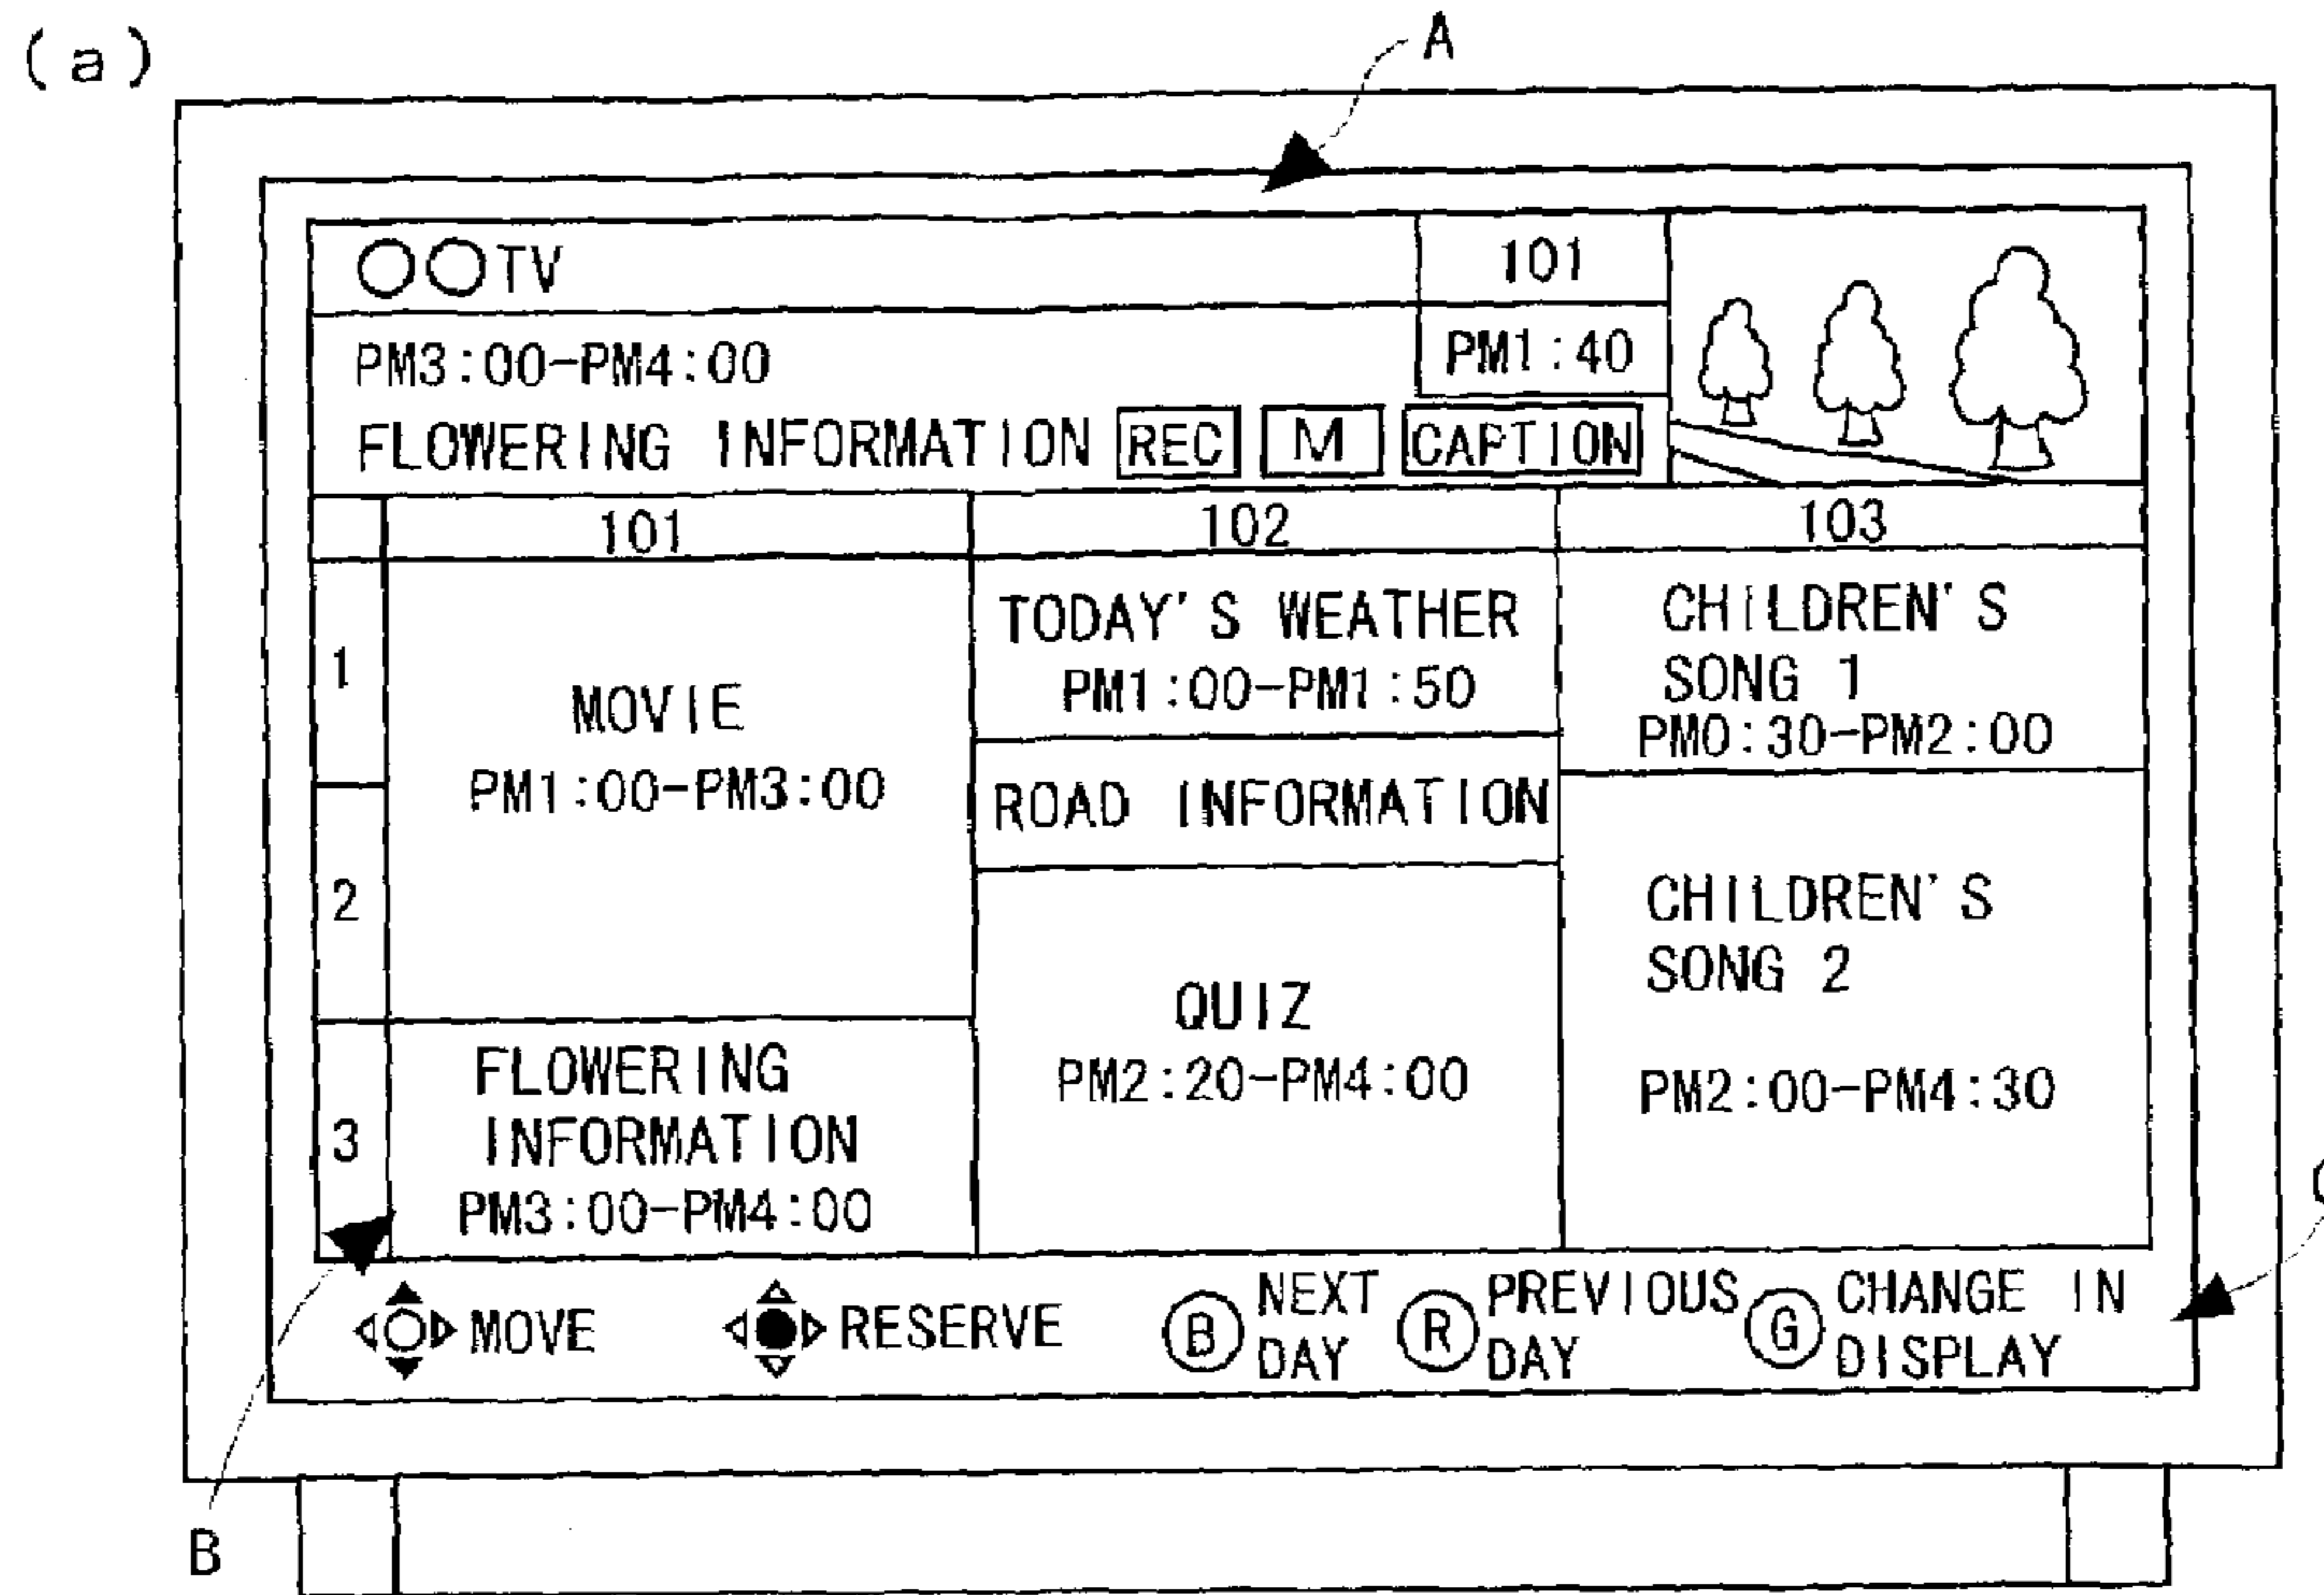 (a)
A
○○TV
101
PM3:00-PM4:00
PM1:40
FLOWERING INFORMATION REC M CAPTION
101 102 103
1
2
3
MOVIE
PM1:00-PM3:00
FLOWERING
INFORMATION
PM3:00-PM4:00
TODAY'S WEATHER
PM1:00-PM1:50
ROAD INFORMATION
QUIZ
PM2:20-PM4:00
CHILDREN'S
SONG 1
PM0:30-PM2:00
CHILDREN'S
SONG 2
PM2:00-PM4:30
MOVE
RESERVE
B NEXT
DAY
R PREVIOUS
DAY
G CHANGE IN
DISPLAY
B